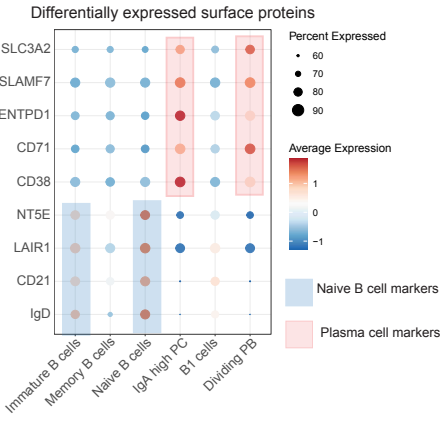 Differentially expressed surface proteins
SLC3A2
SLAMF7
ENTPD1
CD71
CD38
NT5E
LAIR1
CD21
IgD
Immature B cells
Memory B cells
Naive B cells
IgA high PC
B1 cells
Dividing PB
Percent Expressed
60
70
80
90
Average Expression
1
0
−1
Naive B cell markers
Plasma cell markers